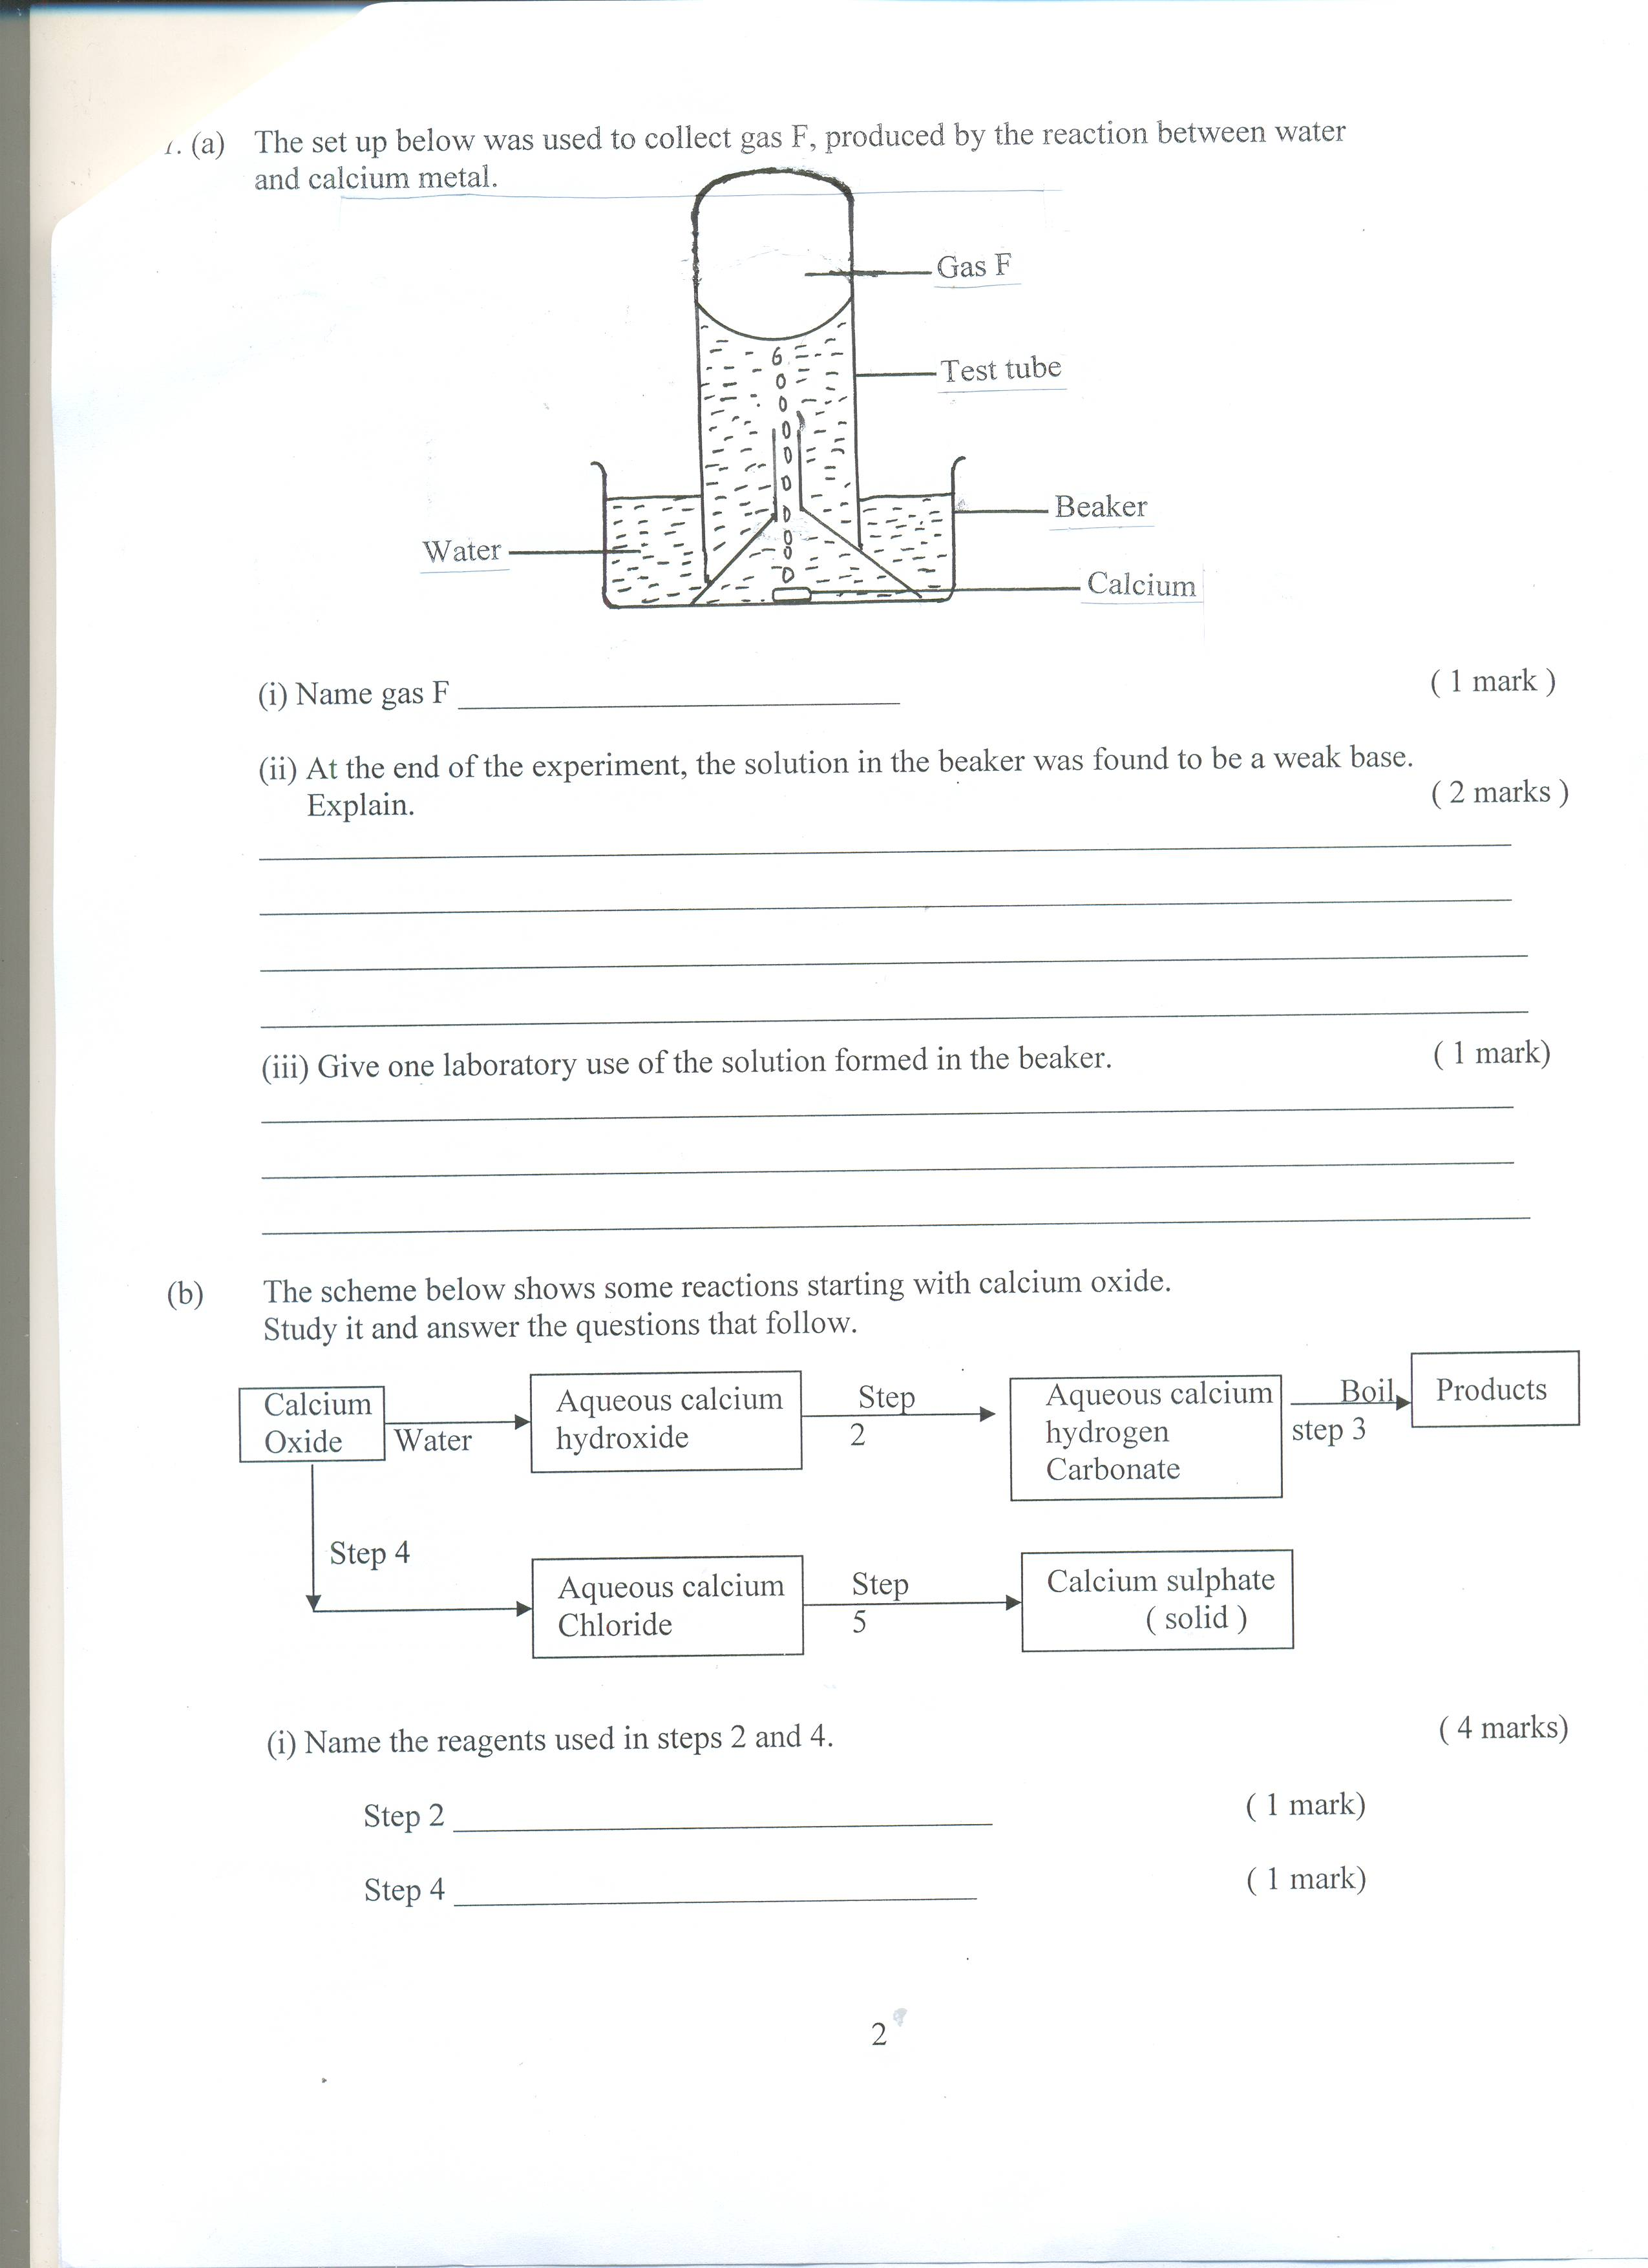 1. (a) The set up below was used to collect gas F, produced by the reaction between water
and calcium metal.
Gas F
Test tube
Beaker
Water
Calcium
(i) Name gas F ( 1 mark )
(ii) At the end of the experiment, the solution in the beaker was found to be a weak base.
Explain. ( 2 marks )
(iii) Give one laboratory use of the solution formed in the beaker. ( 1 mark)
(b) The scheme below shows some reactions starting with calcium oxide.
Study it and answer the questions that follow.
Calcium
Oxide
Water
Aqueous calcium
hydroxide
Step
2
Aqueous calcium
hydrogen
Carbonate
Boil
step 3
Products
Step 4
Aqueous calcium
Chloride
Step
5
Calcium sulphate
( solid )
(i) Name the reagents used in steps 2 and 4. ( 4 marks)
Step 2 ( 1 mark)
Step 4 ( 1 mark)
2